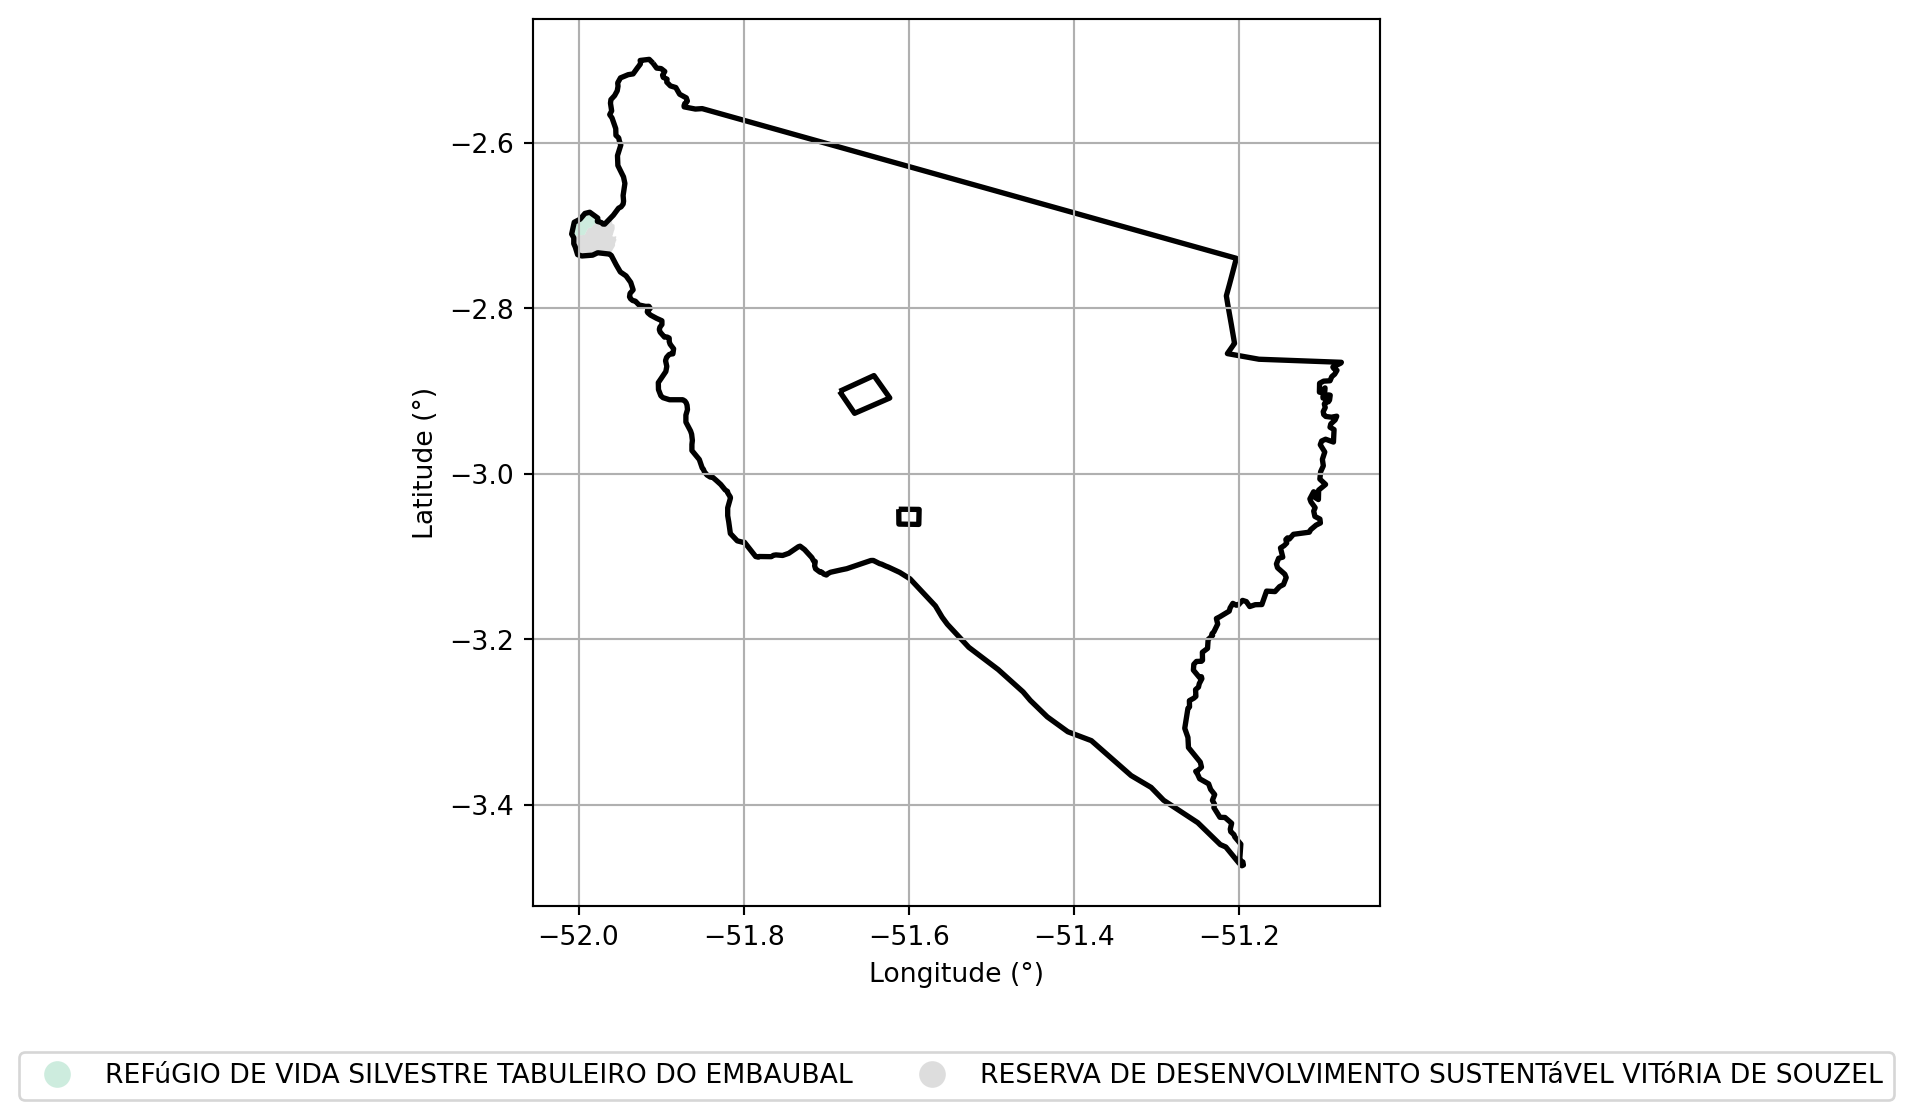 −2.6
−2.8
−3.0
−3.2
−3.4
Latitude (°)
−52.0 −51.8 −51.6 −51.4 −51.2
Longitude (°)
REFúGIO DE VIDA SILVESTRE TABULEIRO DO EMBAUBAL RESERVA DE DESENVOLVIMENTO SUSTENTáVEL VITóRIA DE SOUZEL